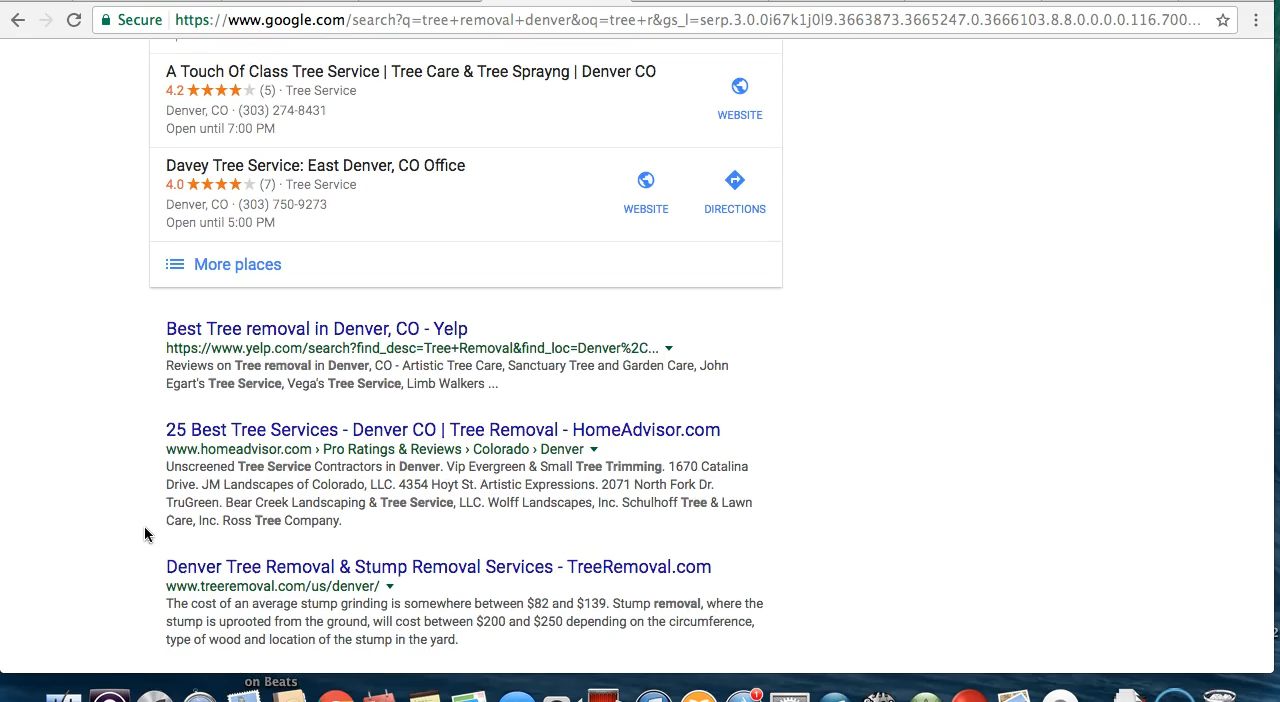 Secure https://www.google.com/search?q=tree+removal+denver&oq=tree+r&gs_l=serp.3.0.0i67k1j0l9.3663873.3665247.0.3666103.8.8.0.0.0.0.116.700...
A Touch Of Class Tree Service | Tree Care & Tree Sprayng | Denver CO
4.2 (5) · Tree Service
Denver, CO · (303) 274-8431
Open until 7:00 PM
WEBSITE
Davey Tree Service: East Denver, CO Office
4.0 (7) · Tree Service
Denver, CO · (303) 750-9273
Open until 5:00 PM
WEBSITE
DIRECTIONS
More places
Best Tree removal in Denver, CO - Yelp
https://www.yelp.com/search?find_desc=Tree+Removal&find_loc=Denver%2C...
Reviews on Tree removal in Denver, CO - Artistic Tree Care, Sanctuary Tree and Garden Care, John
Egart's Tree Service, Vega's Tree Service, Limb Walkers ...
25 Best Tree Services - Denver CO | Tree Removal - HomeAdvisor.com
www.homeadvisor.com › Pro Ratings & Reviews › Colorado › Denver
Unscreened Tree Service Contractors in Denver. Vip Evergreen & Small Tree Trimming. 1670 Catalina
Drive. JM Landscapes of Colorado, LLC. 4354 Hoyt St. Artistic Expressions. 2071 North Fork Dr.
TruGreen. Bear Creek Landscaping & Tree Service, LLC. Wolff Landscapes, Inc. Schulhoff Tree & Lawn
Care, Inc. Ross Tree Company.
Denver Tree Removal & Stump Removal Services - TreeRemoval.com
www.treeremoval.com/us/denver/
The cost of an average stump grinding is somewhere between $82 and $139. Stump removal, where the
stump is uprooted from the ground, will cost between $200 and $250 depending on the circumference,
type of wood and location of the stump in the yard.
on Beats
1